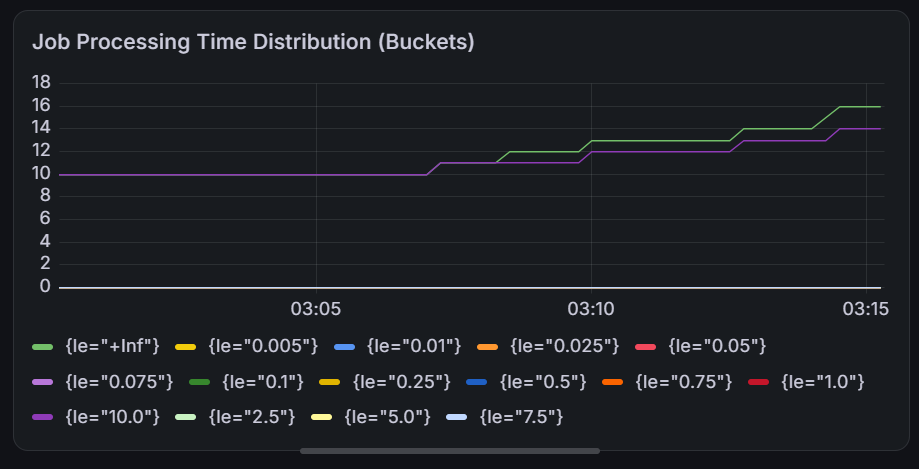 Job Processing Time Distribution (Buckets)
18
16
14
12
10
8
6
4
2
0
03:05 03:10 03:15
{le="+Inf"} {le="0.005"} {le="0.01"} {le="0.025"} {le="0.05"}
{le="0.075"} {le="0.1"} {le="0.25"} {le="0.5"} {le="0.75"} {le="1.0"}
{le="10.0"} {le="2.5"} {le="5.0"} {le="7.5"}